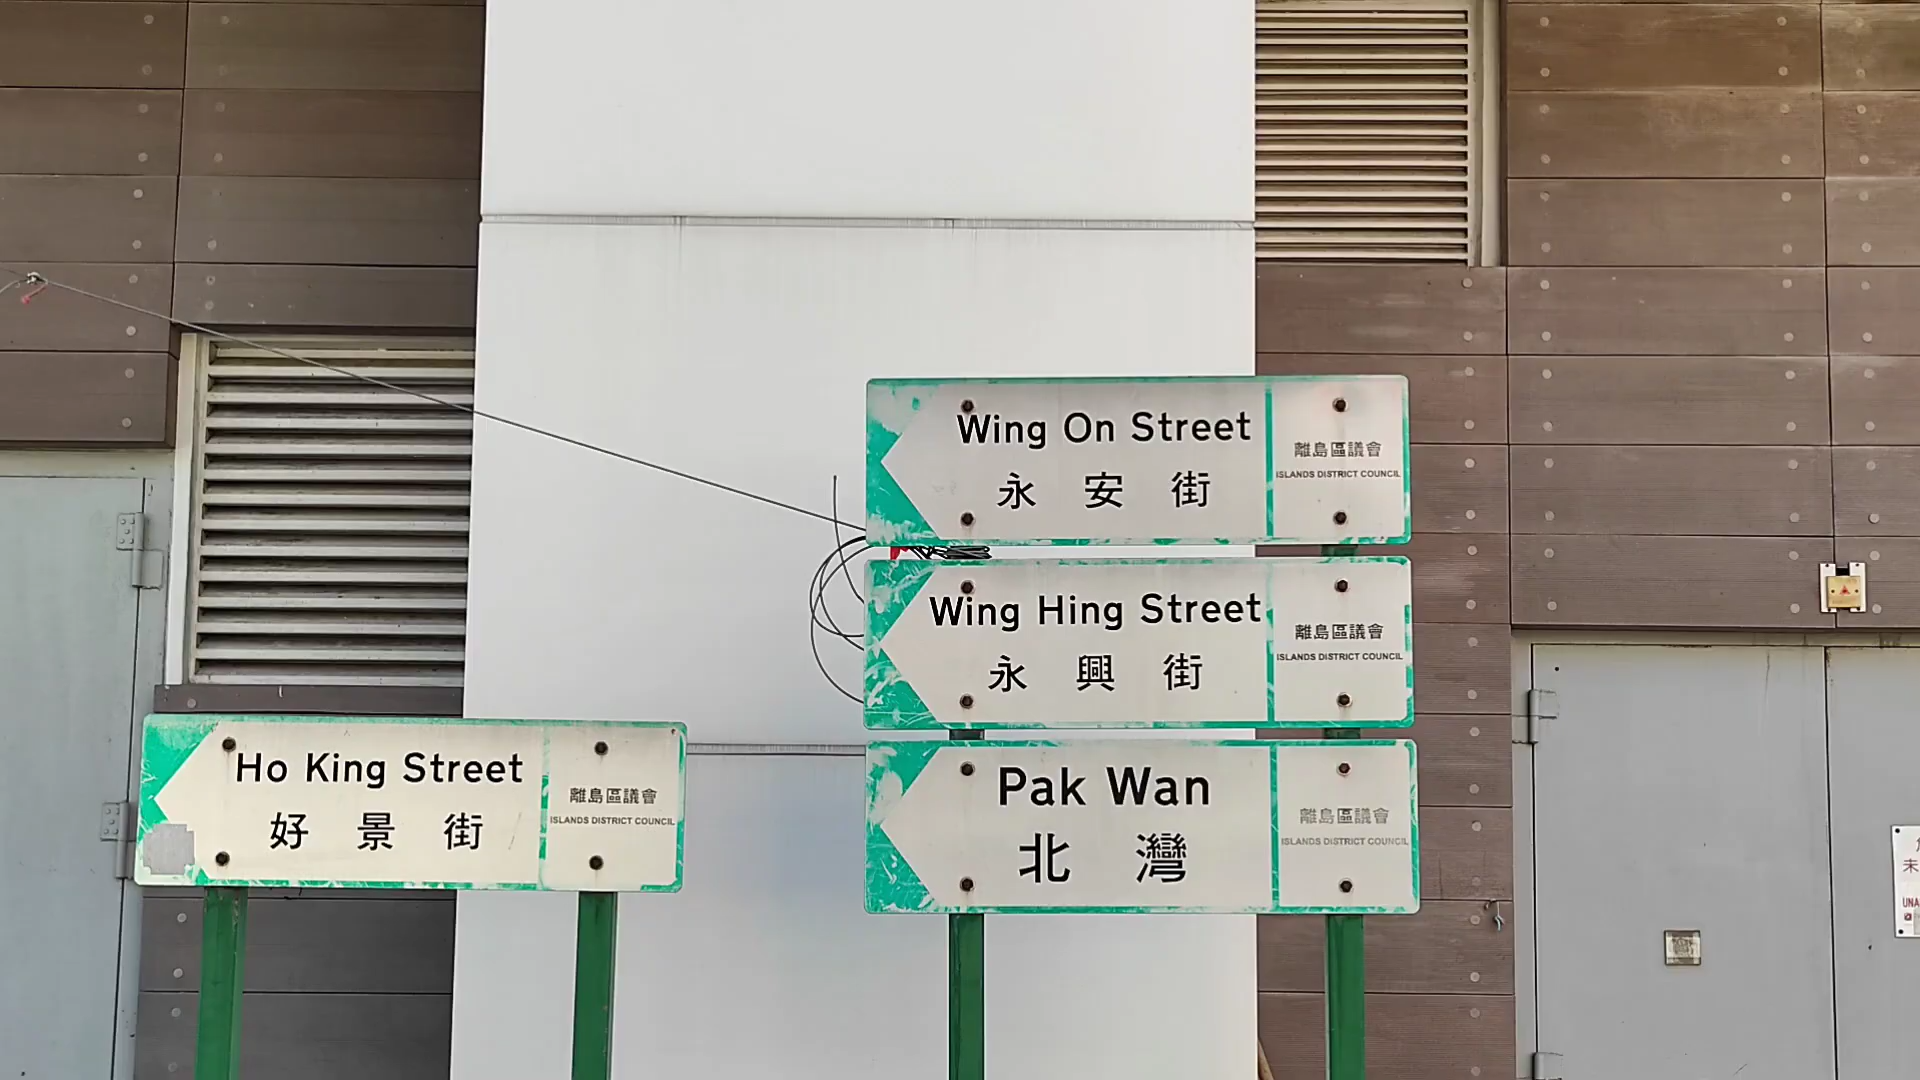 Wing On Street
永安街
離島區議會
ISLANDS DISTRICT COUNCIL
Wing Hing Street
永興街
離島區議會
ISLANDS DISTRICT COUNCIL
Ho King Street
好景街
離島區議會
ISLANDS DISTRICT COUNCIL
Pak Wan
北灣
離島區議會
ISLANDS DISTRICT COUNCIL
未
UNA